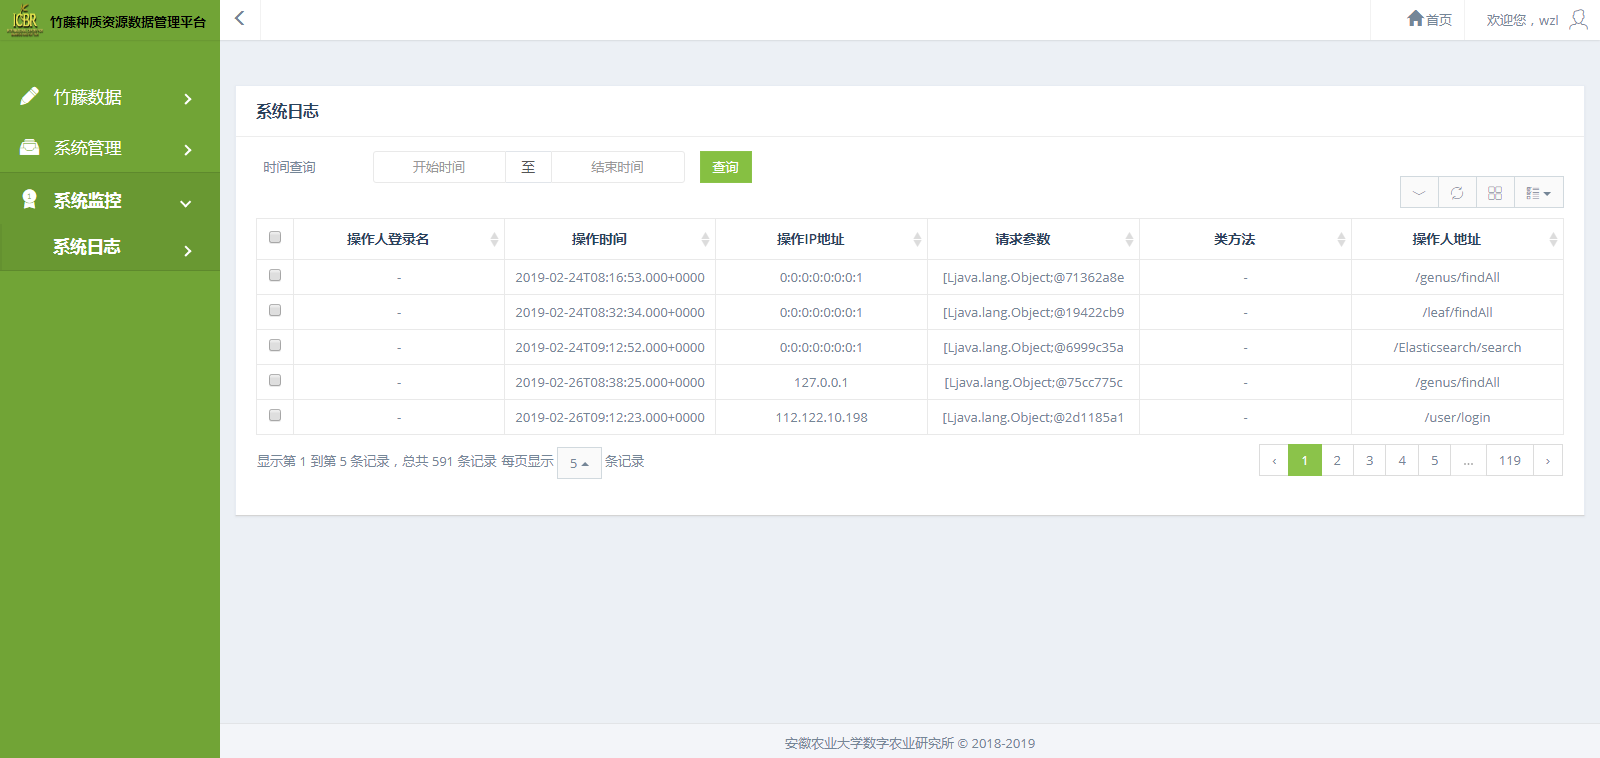 ICBR 竹藤种质资源数据管理平台
首页
欢迎您，wzl
竹藤数据
系统管理
系统监控
系统日志
系统日志
时间查询 开始时间 至 结束时间 查询
操作人登录名 操作时间 操作IP地址 请求参数 类方法 操作人地址
- 2019-02-24T08:16:53.000+0000 0:0:0:0:0:0:0:1 [Ljava.lang.Object;@71362a8e - /genus/findAll
- 2019-02-24T08:32:34.000+0000 0:0:0:0:0:0:0:1 [Ljava.lang.Object;@19422cb9 - /leaf/findAll
- 2019-02-24T09:12:52.000+0000 0:0:0:0:0:0:0:1 [Ljava.lang.Object;@6999c35a - /Elasticsearch/search
- 2019-02-26T08:38:25.000+0000 127.0.0.1 [Ljava.lang.Object;@75cc775c - /genus/findAll
- 2019-02-26T09:12:23.000+0000 112.122.10.198 [Ljava.lang.Object;@2d1185a1 - /user/login
显示第 1 到第 5 条记录，总共 591 条记录 每页显示 5 条记录
‹ 1 2 3 4 5 ... 119 ›
安徽农业大学数字农业研究所 © 2018-2019